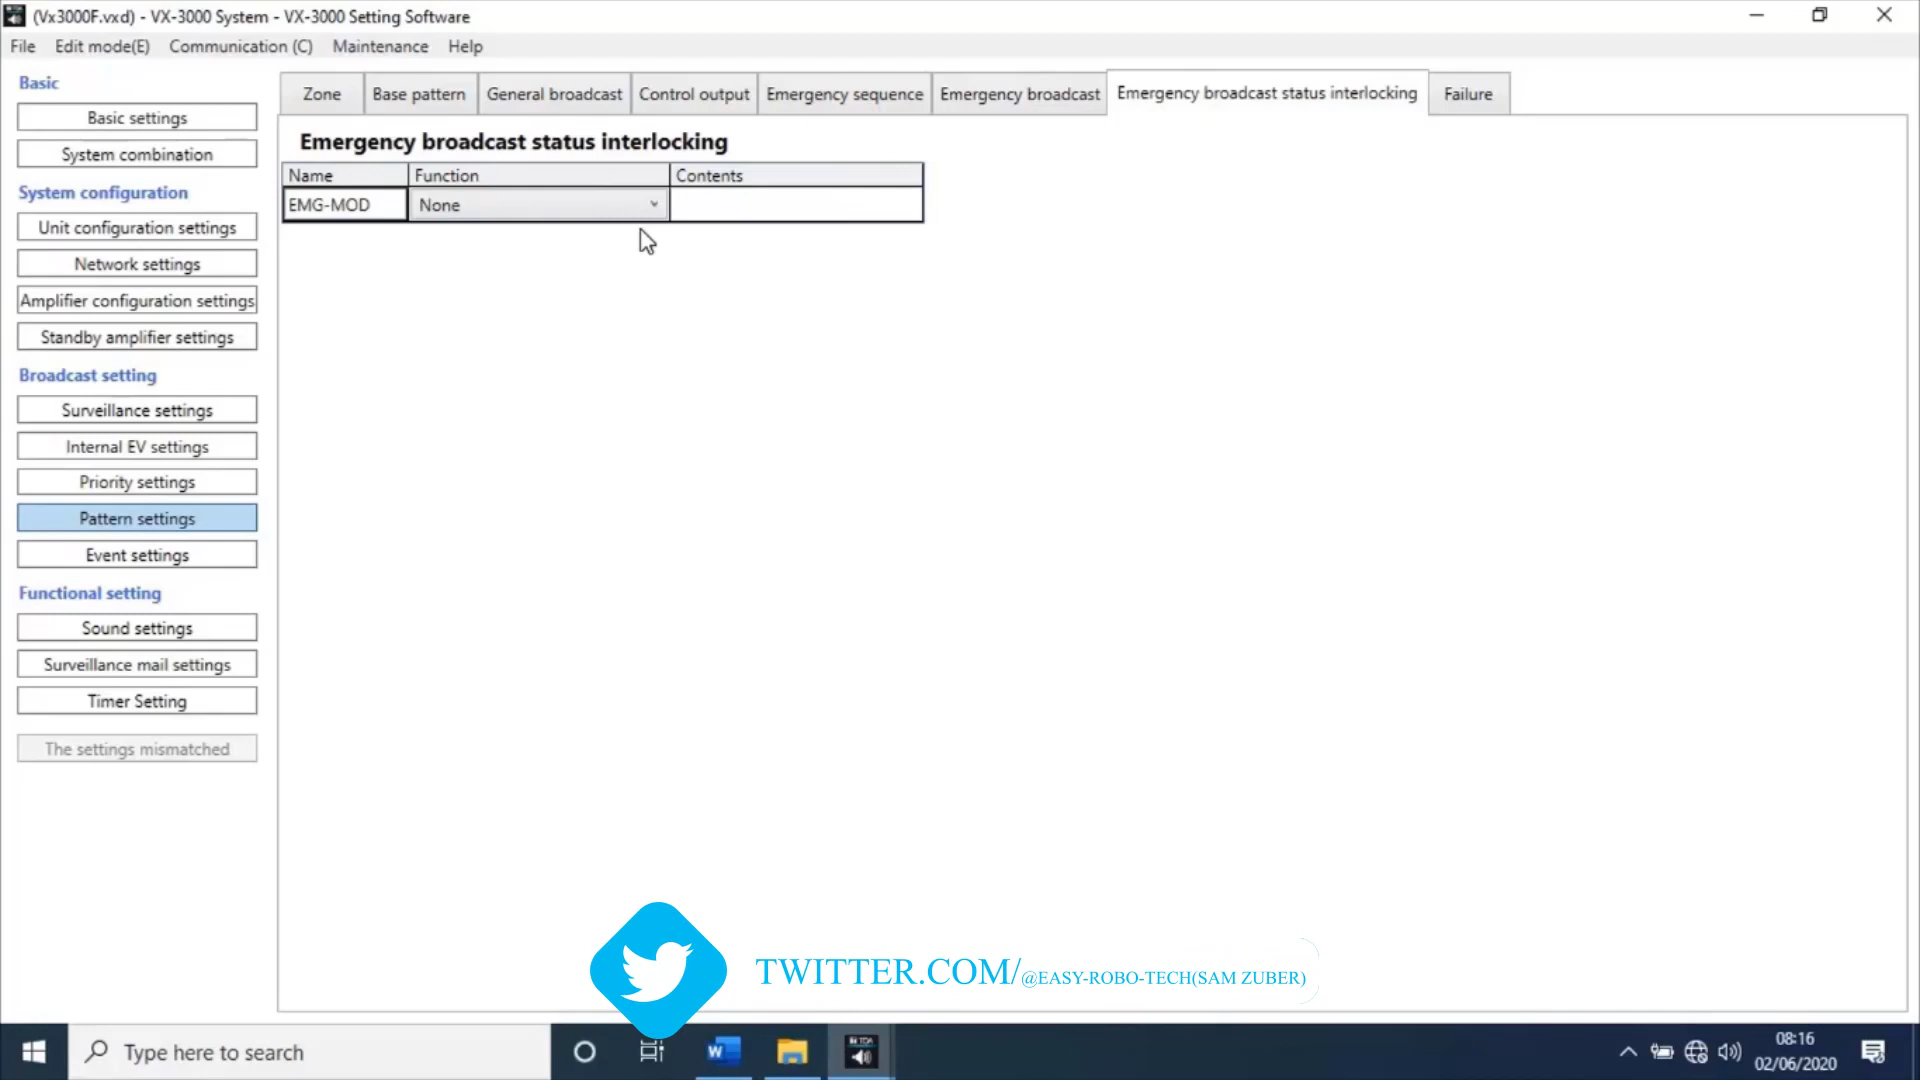 (Vx3000F.vxd) - VX-3000 System - VX-3000 Setting Software
File Edit mode(E) Communication (C) Maintenance Help
Basic
Basic settings
System combination
System configuration
Unit configuration settings
Network settings
Amplifier configuration settings
Standby amplifier settings
Broadcast setting
Surveillance settings
Internal EV settings
Priority settings
Pattern settings
Event settings
Functional setting
Sound settings
Surveillance mail settings
Timer Setting
The settings mismatched
Zone Base pattern General broadcast Control output Emergency sequence Emergency broadcast Emergency broadcast status interlocking Failure
Emergency broadcast status interlocking
Name Function Contents
EMG-MOD None
TWITTER.COM/@EASY-ROBO-TECH(SAM ZUBER)
Type here to search
08:16
02/06/2020